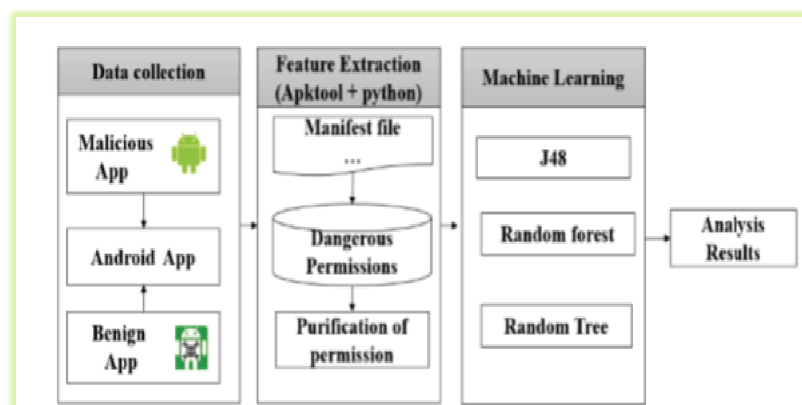 Data collection
Malicious
App
Android App
Benign
App
Feature Extraction
(Apktool + python)
Manifest file
...
Dangerous
Permissions
Purification of
permission
Machine Learning
J48
Random forest
Random Tree
Analysis
Results